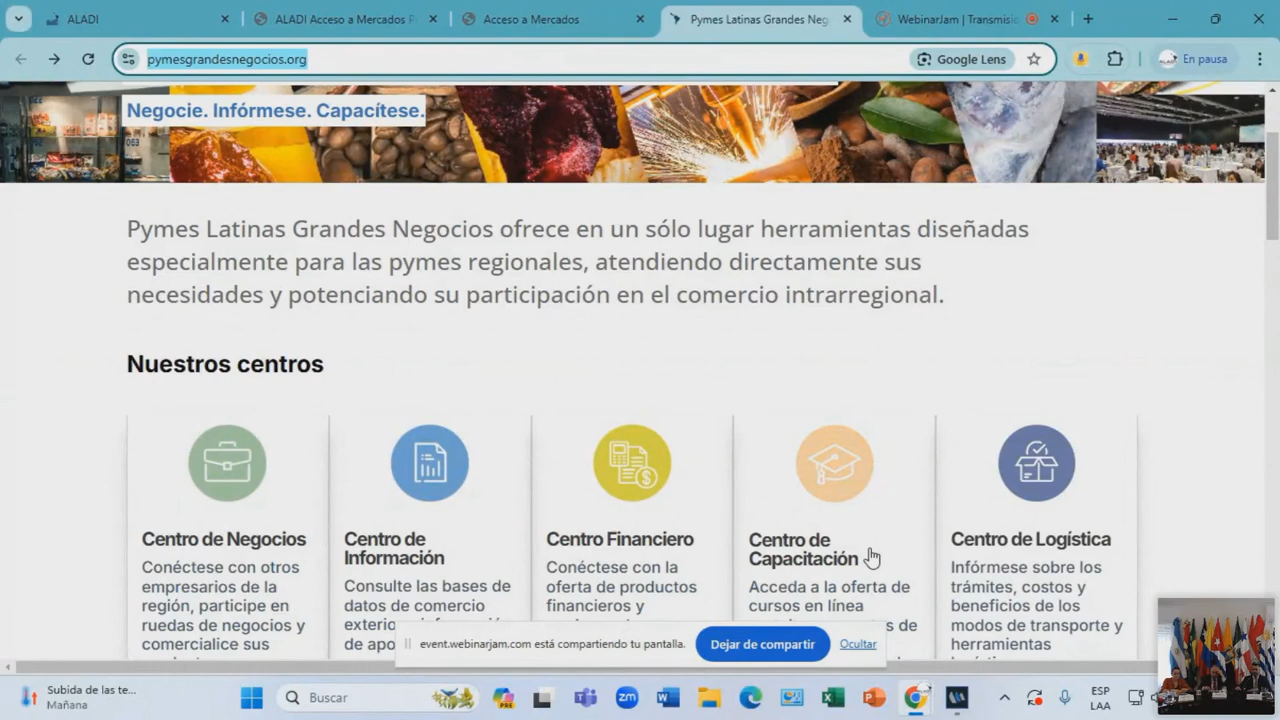 ALADI
ALADI Acceso a Mercados P
Acceso a Mercados
Pymes Latinas Grandes Neg
WebinarJam | Transmisi
pymesgrandesnegocios.org
Google Lens
En pausa
Negocie. Infórmese. Capacítese.
063
Pymes Latinas Grandes Negocios ofrece en un sólo lugar herramientas diseñadas
especialmente para las pymes regionales, atendiendo directamente sus
necesidades y potenciando su participación en el comercio intrarregional.
Nuestros centros
Centro de Negocios
Conéctese con otros
empresarios de la
región, participe en
ruedas de negocios y
comercialice sus
Centro de
Información
Consulte las bases de
datos de comercio
de apo
Centro Financiero
Conéctese con la
oferta de productos
financieros y
Centro de
Capacitación
Acceda a la oferta de
cursos en línea
de
Centro de Logística
Infórmese sobre los
trámites, costos y
beneficios de los
modos de transporte y
herramientas
event.webinarjam.com está compartiendo tu pantalla.
Dejar de compartir
Ocultar
Subida de las te...
Mañana
Buscar
PRE
zm
ESP
LAA